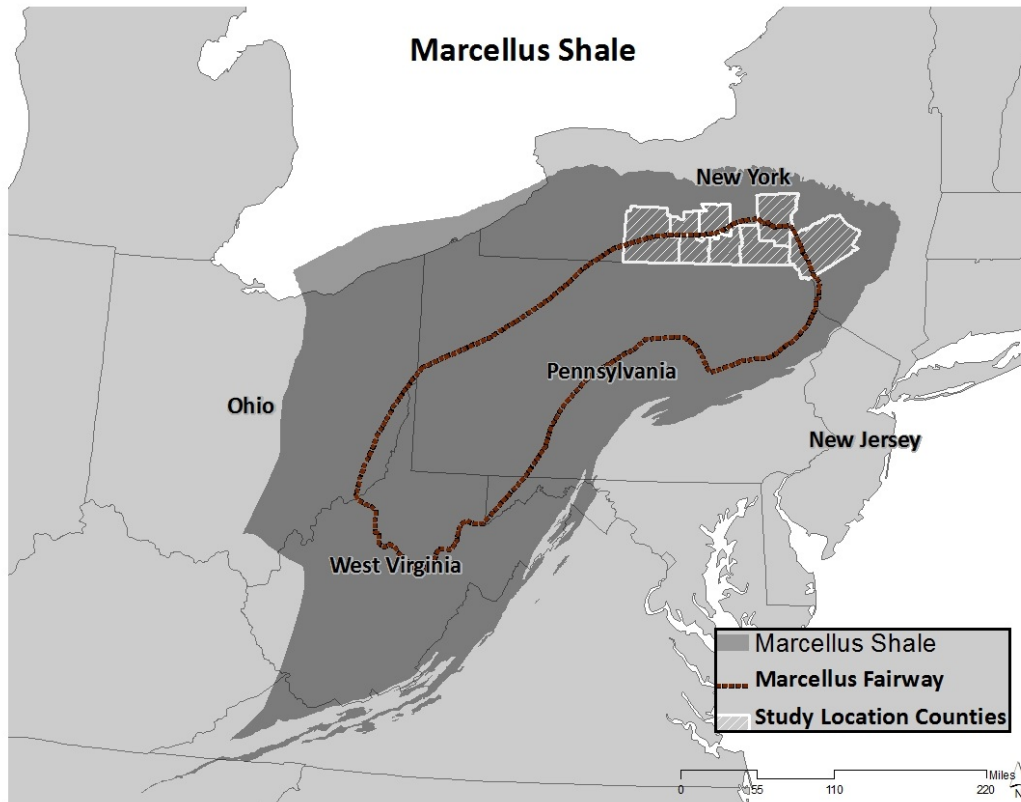 Marcellus Shale
New York
Pennsylvania
Ohio
New Jersey
West Virginia
Marcellus Shale
Marcellus Fairway
Study Location Counties
Miles
0 55 110 220
N